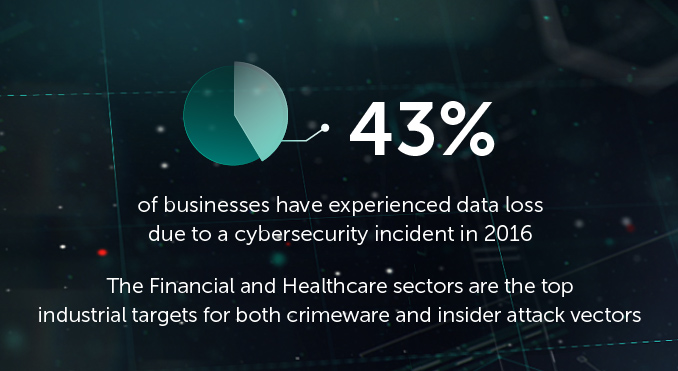 43%
of businesses have experienced data loss
due to a cybersecurity incident in 2016
The Financial and Healthcare sectors are the top
industrial targets for both crimeware and insider attack vectors